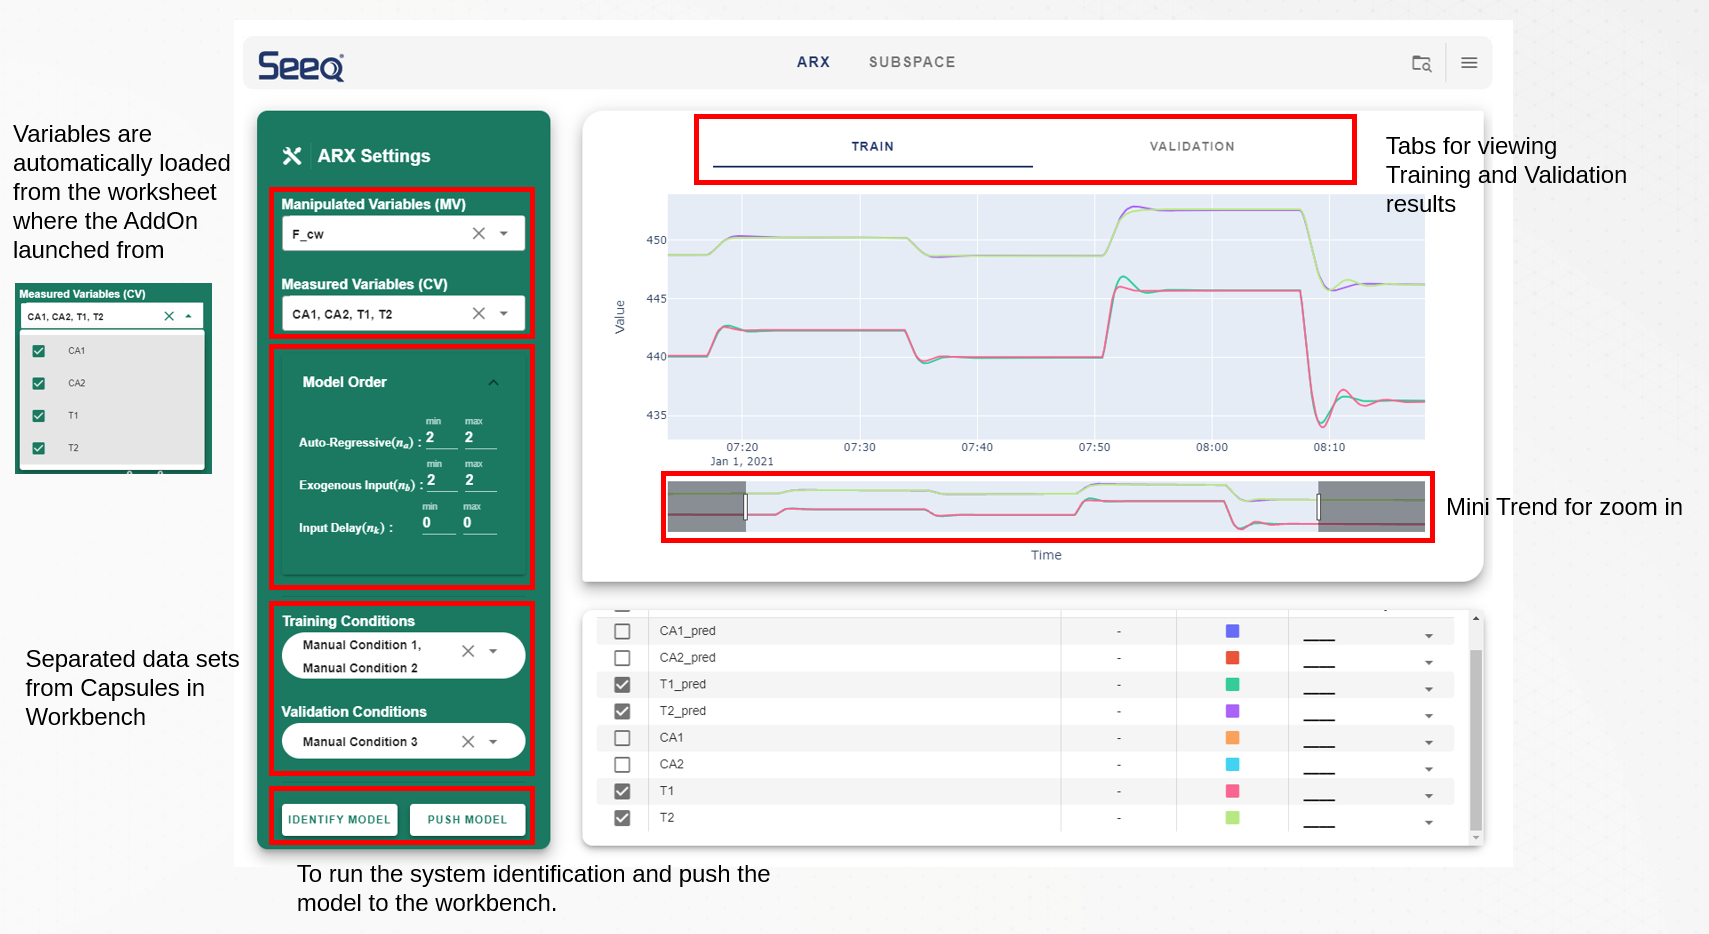 Seeq
ARX
SUBSPACE
Variables are
automatically loaded
from the worksheet
where the AddOn
launched from
Measured Variables (CV)
CA1, CA2, T1, T2
CA1
CA2
T1
T2
Separated data sets
from Capsules in
Workbench
ARX Settings
Manipulated Variables (MV)
F_cw
Measured Variables (CV)
CA1, CA2, T1, T2
Model Order
min max
Auto-Regressive(nₐ) : 2 2
min max
Exogenous Input(n_b) : 2 2
min max
Input Delay(nₖ) : 0 0
Training Conditions
Manual Condition 1,
Manual Condition 2
Validation Conditions
Manual Condition 3
IDENTIFY MODEL
PUSH MODEL
To run the system identification and push the
model to the workbench.
TRAIN
VALIDATION
Tabs for viewing
Training and Validation
results
Value
450
445
440
435
07:20 07:30 07:40 07:50 08:00 08:10
Jan 1, 2021
Mini Trend for zoom in
Time
CA1_pred -
CA2_pred -
T1_pred -
T2_pred -
CA1 -
CA2 -
T1 -
T2 -